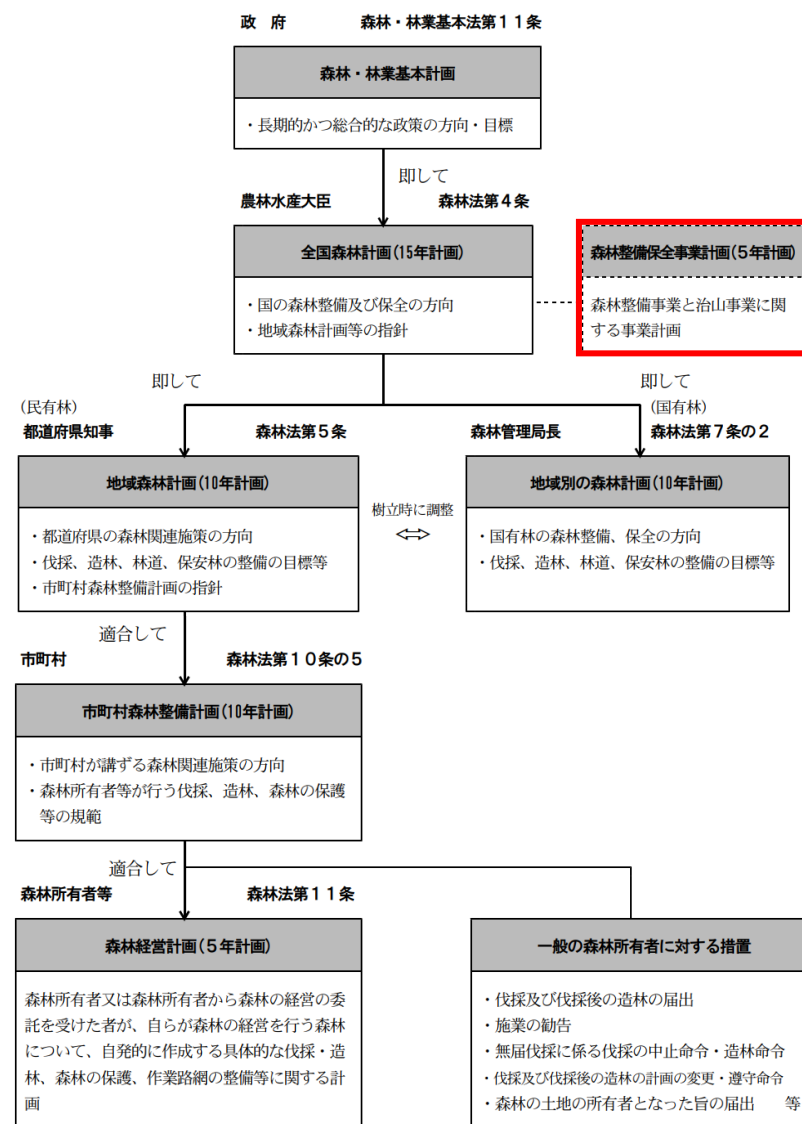 政　府　　　森林・林業基本法第１１条
森林・林業基本計画
・長期的かつ総合的な政策の方向・目標
即して
農林水産大臣　　　森林法第４条
全国森林計画(15年計画)
・国の森林整備及び保全の方向
・地域森林計画等の指針
森林整備保全事業計画(５年計画)
森林整備事業と治山事業に関
する事業計画
即して
即して
（民有林）
都道府県知事　　　森林法第５条
（国有林）
森林管理局長　　　森林法第７条の２
地域森林計画(10年計画)
・都道府県の森林関連施策の方向
・伐採、造林、林道、保安林の整備の目標等
・市町村森林整備計画の指針
樹立時に調整
⇔
地域別の森林計画(10年計画)
・国有林の森林整備、保全の方向
・伐採、造林、林道、保安林の整備の目標等
適合して
市町村　　　森林法第１０条の５
市町村森林整備計画(10年計画)
・市町村が講ずる森林関連施策の方向
・森林所有者等が行う伐採、造林、森林の保護
等の規範
適合して
森林所有者等　　　森林法第１１条
森林経営計画(５年計画)
森林所有者又は森林所有者から森林の経営の委
託を受けた者が、自らが森林の経営を行う森林
について、自発的に作成する具体的な伐採・造
林、森林の保護、作業路網の整備等に関する計
画
一般の森林所有者に対する措置
・伐採及び伐採後の造林の届出
・施業の勧告
・無届伐採に係る伐採の中止命令・造林命令
・伐採及び伐採後の造林の計画の変更・遵守命令
・森林の土地の所有者となった旨の届出　　等